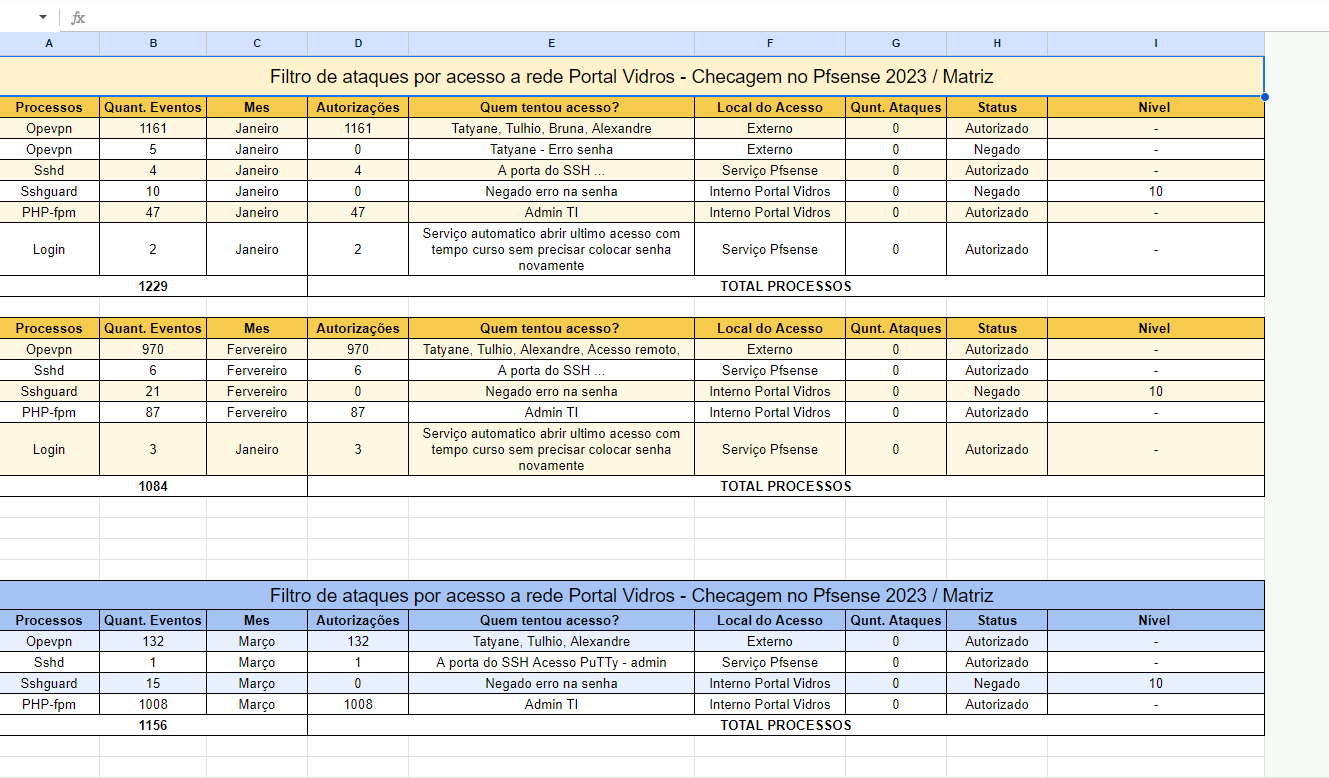 fx
A B C D E F G H I
Filtro de ataques por acesso a rede Portal Vidros - Checagem no Pfsense 2023 / Matriz
Processos Quant. Eventos Mes Autorizações Quem tentou acesso? Local do Acesso Qunt. Ataques Status Nível
Opevpn 1161 Janeiro 1161 Tatyane, Tulhio, Bruna, Alexandre Externo 0 Autorizado -
Opevpn 5 Janeiro 0 Tatyane - Erro senha Externo 0 Negado -
Sshd 4 Janeiro 4 A porta do SSH ... Serviço Pfsense 0 Autorizado -
Sshguard 10 Janeiro 0 Negado erro na senha Interno Portal Vidros 0 Negado 10
PHP-fpm 47 Janeiro 47 Admin TI Interno Portal Vidros 0 Autorizado -
Login 2 Janeiro 2 Serviço automatico abrir ultimo acesso com
tempo curso sem precisar colocar senha
novamente Serviço Pfsense 0 Autorizado -
1229 TOTAL PROCESSOS
Processos Quant. Eventos Mes Autorizações Quem tentou acesso? Local do Acesso Qunt. Ataques Status Nível
Opevpn 970 Fervereiro 970 Tatyane, Tulhio, Alexandre, Acesso remoto, Externo 0 Autorizado -
Sshd 6 Fervereiro 6 A porta do SSH ... Serviço Pfsense 0 Autorizado -
Sshguard 21 Fervereiro 0 Negado erro na senha Interno Portal Vidros 0 Negado 10
PHP-fpm 87 Fervereiro 87 Admin TI Interno Portal Vidros 0 Autorizado -
Login 3 Janeiro 3 Serviço automatico abrir ultimo acesso com
tempo curso sem precisar colocar senha
novamente Serviço Pfsense 0 Autorizado -
1084 TOTAL PROCESSOS
Filtro de ataques por acesso a rede Portal Vidros - Checagem no Pfsense 2023 / Matriz
Processos Quant. Eventos Mes Autorizações Quem tentou acesso? Local do Acesso Qunt. Ataques Status Nível
Opevpn 132 Março 132 Tatyane, Tulhio, Alexandre Externo 0 Autorizado -
Sshd 1 Março 1 A porta do SSH Acesso PuTTy - admin Serviço Pfsense 0 Autorizado -
Sshguard 15 Março 0 Negado erro na senha Interno Portal Vidros 0 Negado 10
PHP-fpm 1008 Março 1008 Admin TI Interno Portal Vidros 0 Autorizado -
1156 TOTAL PROCESSOS